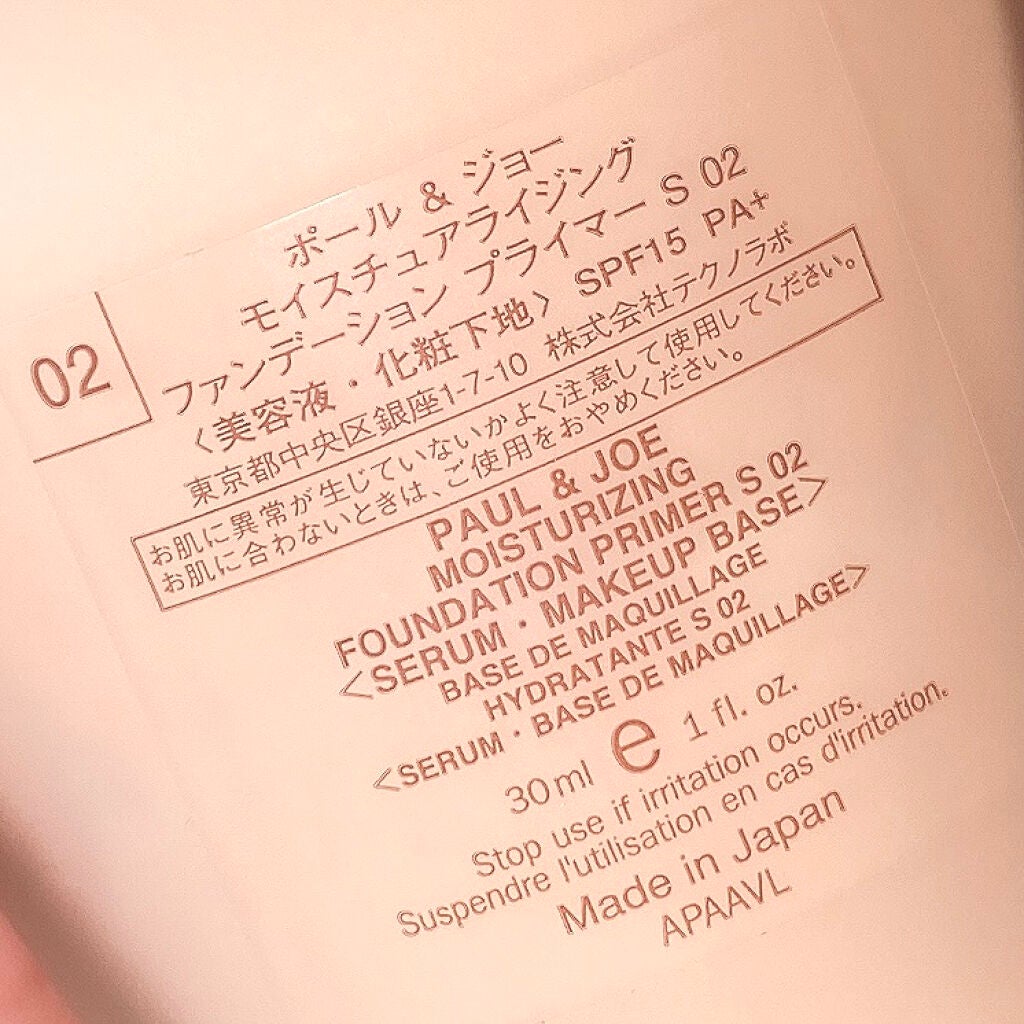 02
ポール & ジョー
モイスチュアライジング
ファンデーション プライマー S 02
〈美容液・化粧下地〉 SPF15 PA+
東京都中央区銀座1-7-10 株式会社テクノラボ
お肌に異常が生じていないかよく注意して使用してください。
お肌に合わないときは、ご使用をおやめください。
PAUL & JOE
MOISTURIZING
FOUNDATION PRIMER S 02
<SERUM・MAKEUP BASE>
BASE DE MAQUILLAGE
HYDRATANTE S 02
<SERUM・BASE DE MAQUILLAGE>
30ml e 1 fl. oz.
Stop use if irritation occurs.
Suspendre l'utilisation en cas d'irritation.
Made in Japan
APAAVL